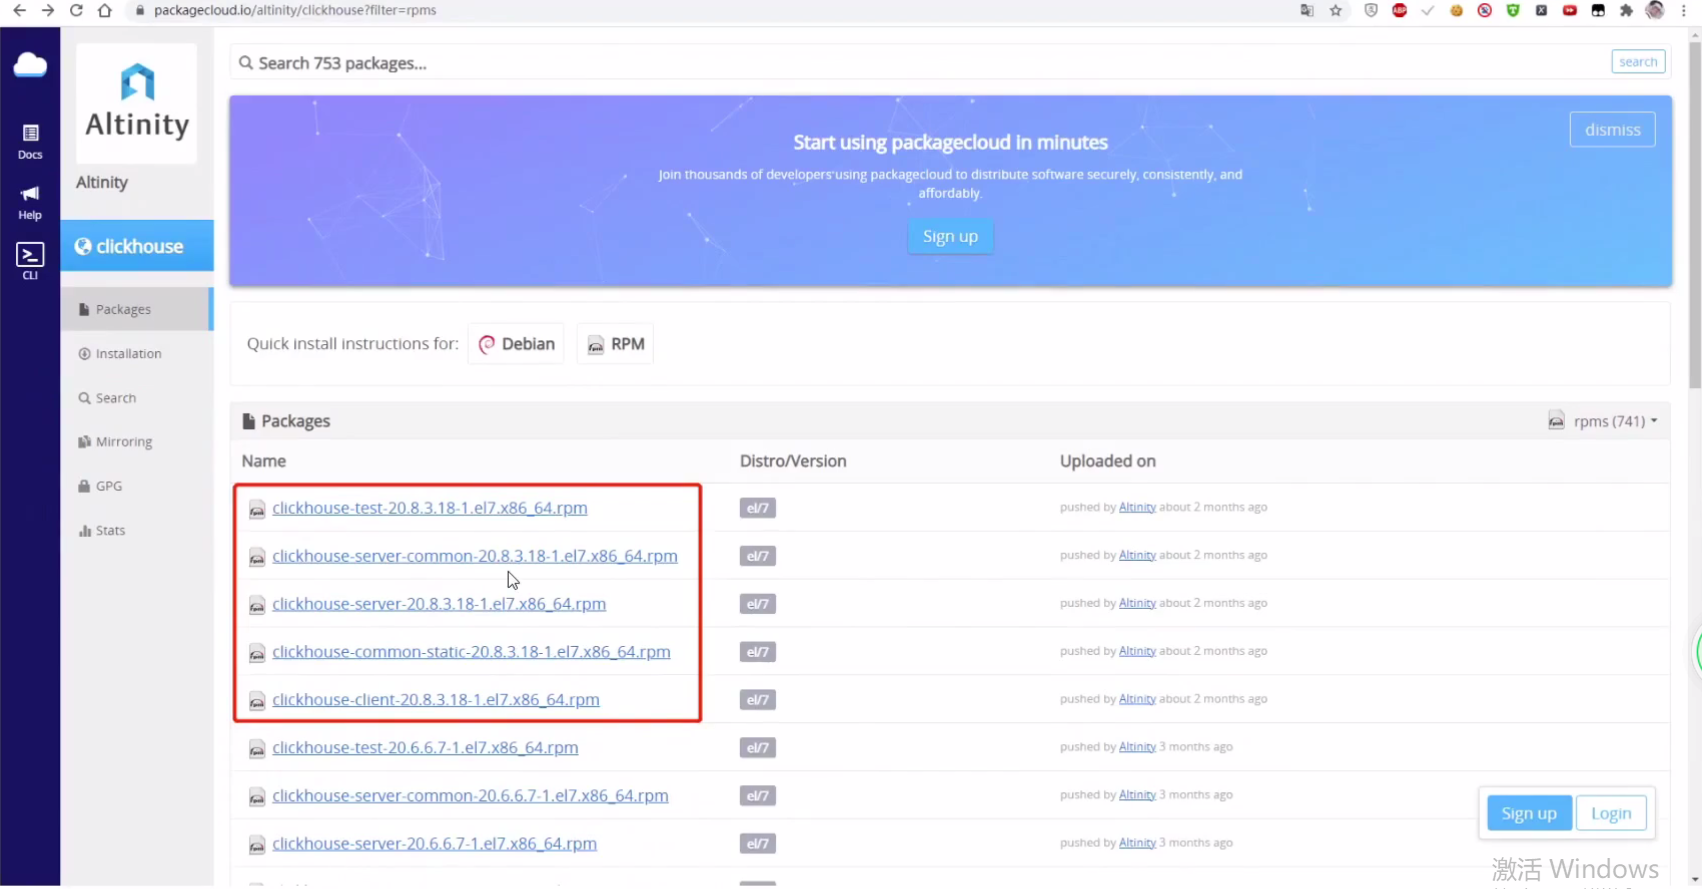 packagecloud.io/altinity/clickhouse?filter=rpms
ABP
Docs
Help
CLI
Altinity
Altinity
clickhouse
Packages
Installation
Search
Mirroring
GPG
Stats
Search 753 packages...
search
Start using packagecloud in minutes
dismiss
Join thousands of developers using packagecloud to distribute software securely, consistently, and
affordably.
Sign up
Quick install instructions for:
Debian
RPM
Packages
rpms (741)
Name
Distro/Version
Uploaded on
clickhouse-test-20.8.3.18-1.el7.x86_64.rpm
el/7
pushed by Altinity about 2 months ago
clickhouse-server-common-20.8.3.18-1.el7.x86_64.rpm
el/7
pushed by Altinity about 2 months ago
clickhouse-server-20.8.3.18-1.el7.x86_64.rpm
el/7
pushed by Altinity about 2 months ago
clickhouse-common-static-20.8.3.18-1.el7.x86_64.rpm
el/7
pushed by Altinity about 2 months ago
clickhouse-client-20.8.3.18-1.el7.x86_64.rpm
el/7
pushed by Altinity about 2 months ago
clickhouse-test-20.6.6.7-1.el7.x86_64.rpm
el/7
pushed by Altinity 3 months ago
clickhouse-server-common-20.6.6.7-1.el7.x86_64.rpm
el/7
pushed by Altinity 3 months ago
clickhouse-server-20.6.6.7-1.el7.x86_64.rpm
el/7
pushed by Altinity 3 months ago
Sign up
Login
激活 Windows